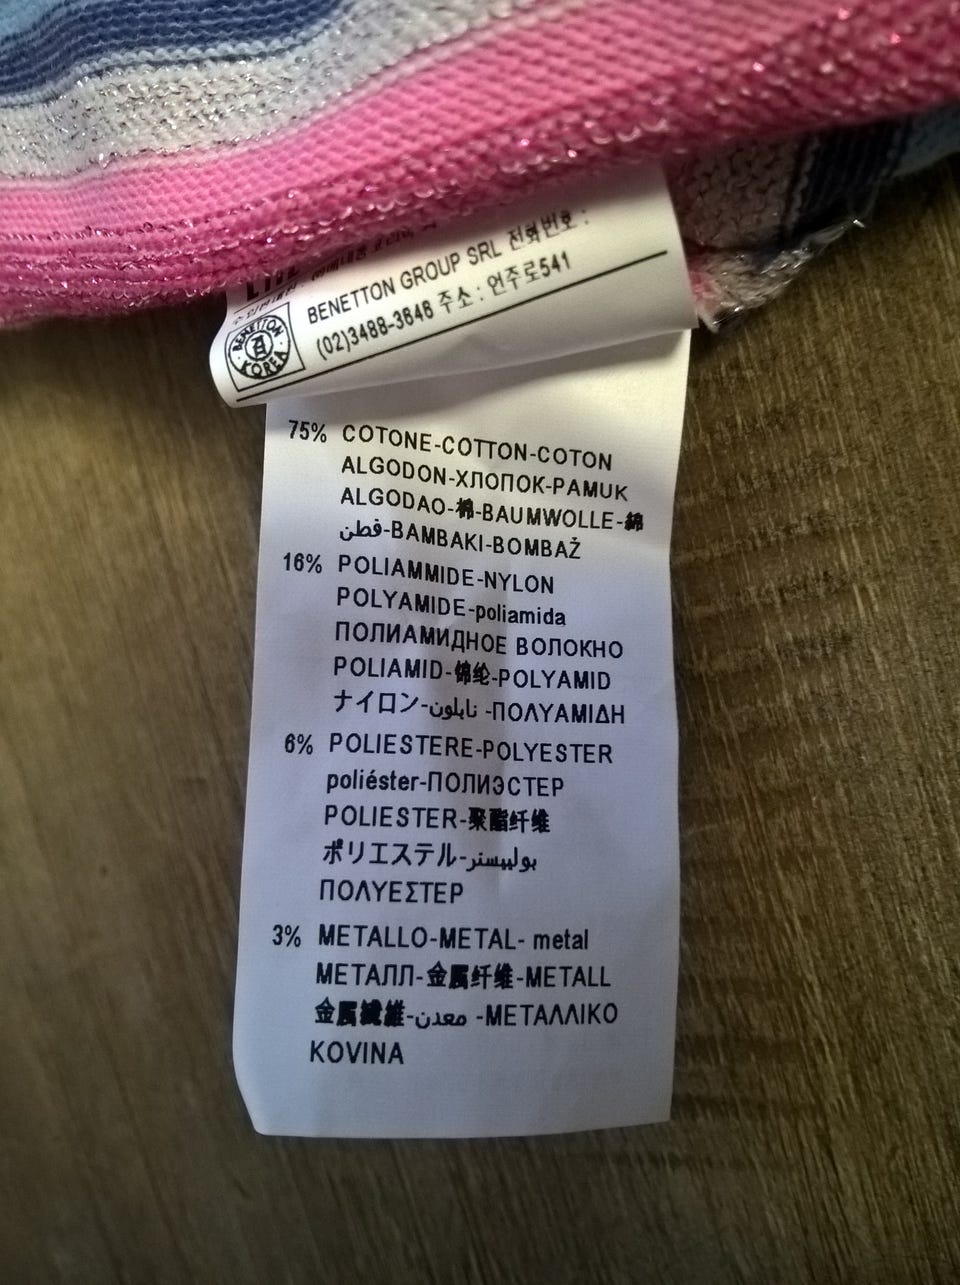 BENETTON GROUP SRL 전화번호 :
(02)3488-3646 주소 : 언주로541
BENETTON
KOREA
75% COTONE-COTTON-COTON
ALGODON-ХЛОПОК-PAMUK
ALGODAO-棉-BAUMWOLLE-綿
قطن-BAMBAKI-BOMBAŽ
16% POLIAMMIDE-NYLON
POLYAMIDE-poliamida
ПОЛИАМИДНОЕ ВОЛОКНО
POLIAMID-锦纶-POLYAMID
ナイロン-نايلون -ΠΟΛΥΑΜΙΔΗ
6% POLIESTERE-POLYESTER
poliéster-ПОЛИЭСТЕР
POLIESTER-聚酯纤维
ポリエステル-بوليستر
ΠΟΛΥΕΣΤΕΡ
3% METALLO-METAL- metal
МЕТАЛЛ-金属纤维-METALL
金属繊維-معدن -ΜΕΤΑΛΛΙΚΟ
KOVINA